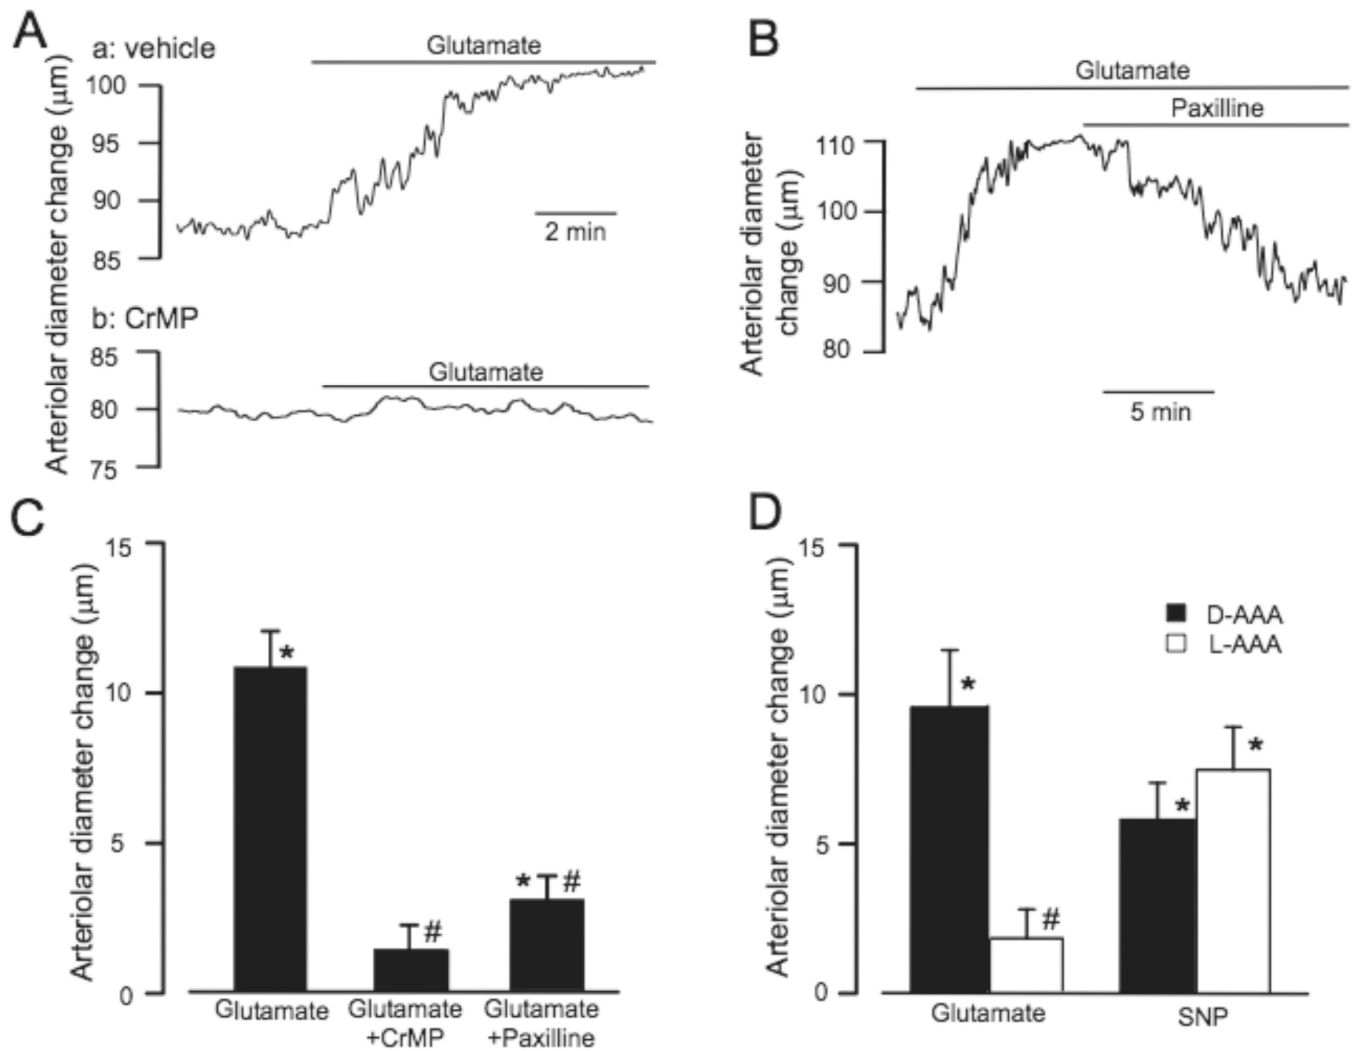 A
a: vehicle
Glutamate
Arteriolar diameter change (μm)
100
95
90
85
2 min
b: CrMP
Glutamate
85
80
75
B
Glutamate
Paxilline
Arteriolar diameter
change (μm)
110
100
90
80
5 min
C
Arteriolar diameter change (μm)
15
10
5
0
*
#
* #
Glutamate
Glutamate
+CrMP
Glutamate
+Paxilline
D
Arteriolar diameter change (μm)
15
10
5
0
D-AAA
L-AAA
*
#
*
*
Glutamate
SNP